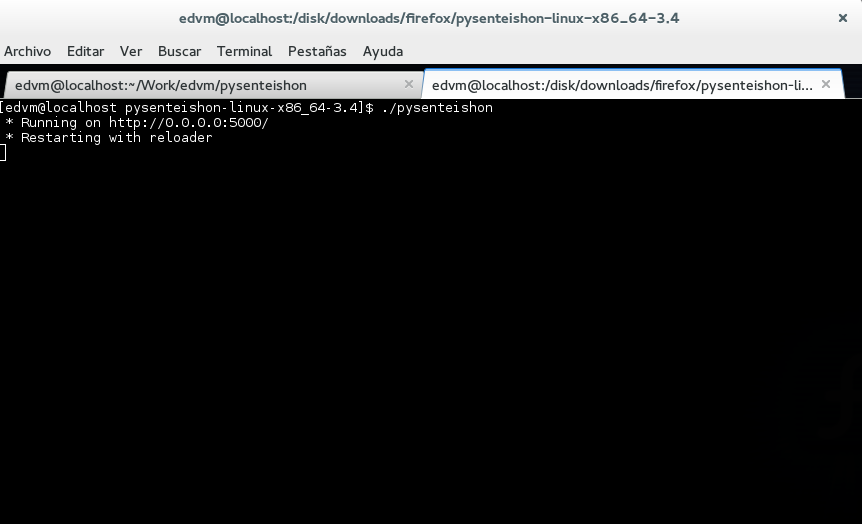 edvm@localhost:/disk/downloads/firefox/pysenteishon-linux-x86_64-3.4
Archivo Editar Ver Buscar Terminal Pestañas Ayuda
edvm@localhost:~/Work/edvm/pysenteishon
edvm@localhost:/disk/downloads/firefox/pysenteishon-li...
[edvm@localhost pysenteishon-linux-x86_64-3.4]$ ./pysenteishon
* Running on http://0.0.0.0:5000/
* Restarting with reloader